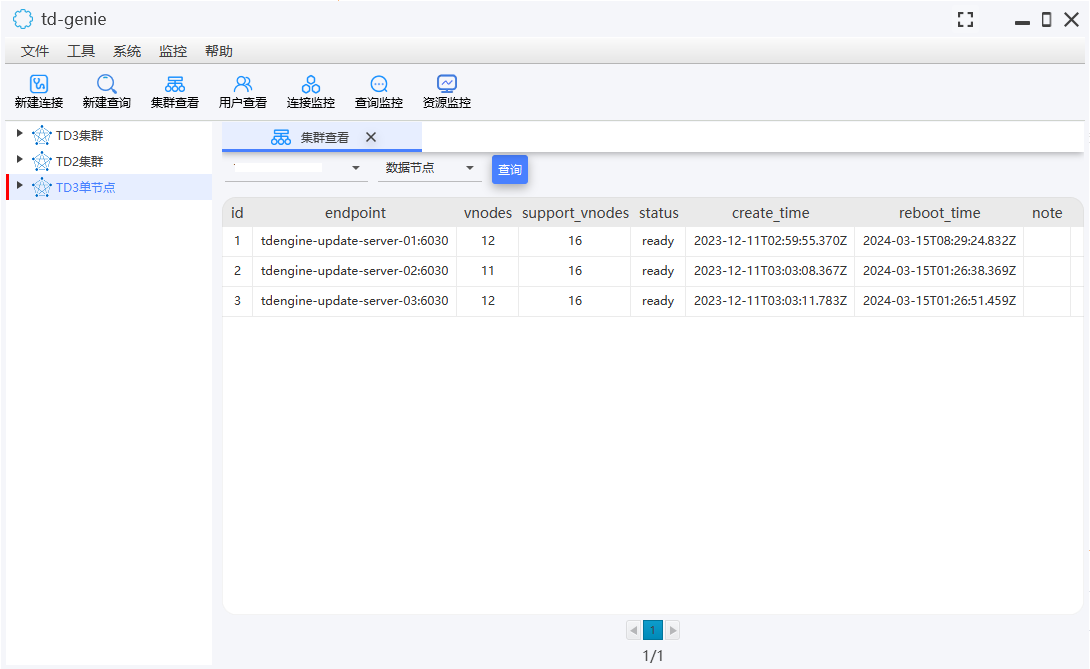 td-genie
文件 工具 系统 监控 帮助
新建连接 新建查询 集群查看 用户查看 连接监控 查询监控 资源监控
TD3集群
TD2集群
TD3单节点
集群查看
数据节点 查询
id endpoint vnodes support_vnodes status create_time reboot_time note
1 tdengine-update-server-01:6030 12 16 ready 2023-12-11T02:59:55.370Z 2024-03-15T08:29:24.832Z
2 tdengine-update-server-02:6030 11 16 ready 2023-12-11T03:03:08.367Z 2024-03-15T01:26:38.369Z
3 tdengine-update-server-03:6030 12 16 ready 2023-12-11T03:03:11.783Z 2024-03-15T01:26:51.459Z
1
1/1